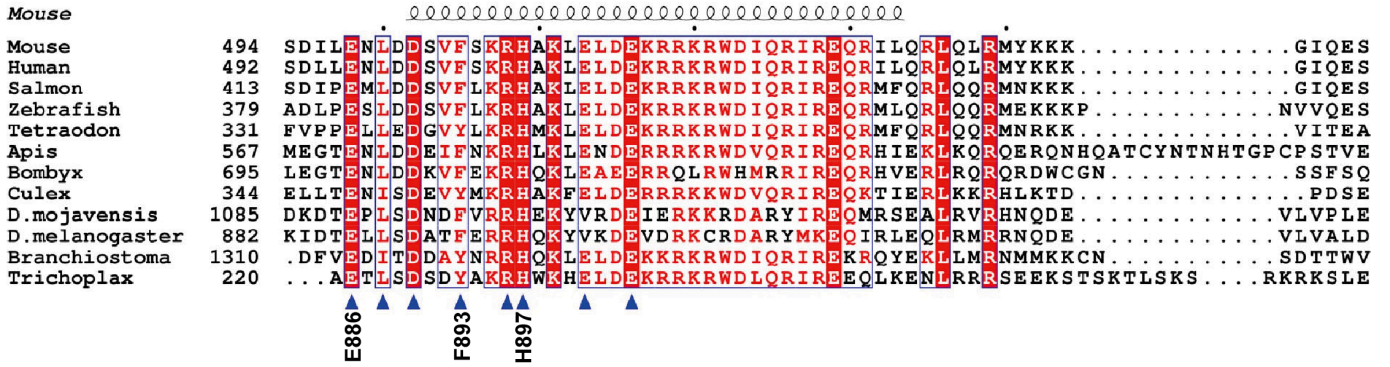 Mouse
Mouse 494 SDILENLDDSVFSKRHAKLELDEKRRKRWDIQRIREQRILQRLQLRMYKKK..............GIQES
Human 492 SDLLENLDDSVFSKRHAKLELDEKRRKRWDIQRIREQRILQRLQLRMYKKK..............GIQES
Salmon 413 SDIPEMLDDSVFLKRHAKLELDEKRRKRWDIQRIREQRMFQRLQQRMNKKK..............GIQES
Zebrafish 379 ADLPESLDDSVFLKRHAKLELDEKRRKRWDIQRIREQRMLQRLQQRMEKKKP............NVVQES
Tetraodon 331 FVPPELLEDGVYLKRHMKLELDEKRRKRWDIQRIREQRMFQRLQQRMNRKK..............VITEA
Apis 567 MEGTENLDDEIFNKRHLKLENDEKRRKRWDVQRIREQRHIEKLKQRQERQNHQATCYNTNHTGPCPSTVE
Bombyx 695 LEGTENLDDKVFEKRHQKLEAEERRQLRWHMRRIREQRHVERLRQRQRDWCGN............SSFSQ
Culex 344 ELLTENISDEVYMKRHAKFELDERRKKRWDVQRIREQKTIERLKKRHLKTD...............PDSE
D.mojavensis 1085 DKDTEPLSDNDFVRRHEKYVRDEIERKKRDARYIREQMRSEALRVRHNQDE.............VLVPLE
D.melanogaster 882 KIDTELLSDATFERRHQKYVKDEVDRKCRDARYMKEQIRLEQLRMRRNQDE.............VLVALD
Branchiostoma 1310 .DFVEDITDDAYNRRHQKLELDEKRRKRWDIQRIREKRQYEKLLMRNMMKKCN...........SDTTWV
Trichoplax 220 ...AETLSDSDYAKRHWKHELDEKRRKRWDLQRIREEQLKENLRRRSEEKSTSKTLSKS....RKRKSLE
E886 F893 H897